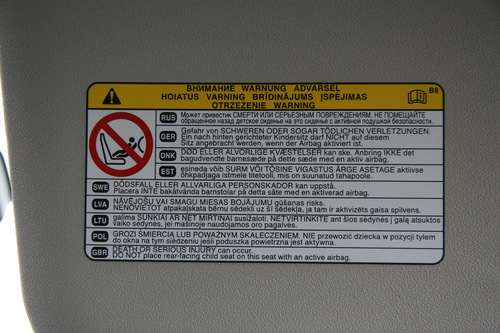 ВНИМАНИЕ WARNUNG ADVARSEL
HOIATUS VARNING BRĪDINĀJUMS ĮSPĖJIMAS
OSTRZEŻENIE WARNING
B8
RUS Может привестиκ СМЕРТИ ИЛИ СЕРЬЕЗНЫМ ПОВРЕЖДЕНИЯМ. НЕ ПОМЕЩАЙТЕ
обращенное назад детское сиденье на это сиденье с активной подушкой безопасности.
GER Gefahr von SCHWEREN ODER SOGAR TÖDLICHEN VERLETZUNGEN.
Ein nach hinten gerichteter Kindersitz darf NICHT auf diesem
Sitz angebracht werden, wenn der Airbag aktiviert ist.
DNK DØD ELLER ALVORLIGE KVÆSTELSER kan ske. Anbring IKKE det
bagudvendte barnesæde på dette sæde med en aktiv airbag.
EST esineda võib SURM VÕI TÕSINE VIGASTUS ÄRGE ASETAGE aktiivse
õhkpadjaga istmele titetooli, mis on suunatud tahapoole.
SWE DÖDSFALL ELLER ALLVARLIGA PERSONSKADOR kan uppstå.
Placera INTE bakåtvända barnstolar på detta säte med en aktiverad airbag.
LVA NĀVĒJOŠU VAI SMAGU MIESAS BOJĀJUMU gūšanas risks.
NENOVIETOT atpakaļskata bērnu sēdekli uz šī sēdekļa, ja tam ir aktivizēts gaisa spilvens.
LTU galima SUNKIAI AR NET MIRTINAI susižaloti. NETVIRTINKITE ant šios sėdynės į galą atsuktos
vaiko sėdynės, jei mašinoje naudojamos oro pagalvės.
POL GROZI ŚMIERCIĄ LUB POWAŻNYM SKALECZENIEM. NIE przewozić dziecka w pozycji tyłem
do okna na tym siedzeniu jeśli poduszka powietrzna jest aktywna.
GBR DEATH OR SERIOUS INJURY can occur.
DO NOT place rear-facing child seat on this seat with an active airbag.